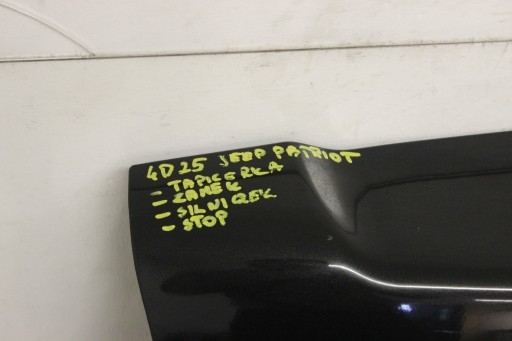 4D25 JEEP PATRIOT
- TAPICERKA
- ZAMEK
- SILNICZEK
- STOP